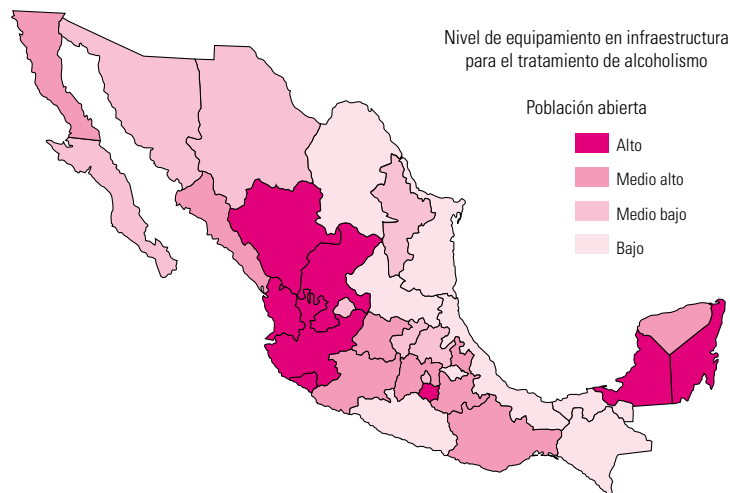 Nivel de equipamiento en infraestructura
para el tratamiento de alcoholismo
Población abierta
Alto
Medio alto
Medio bajo
Bajo